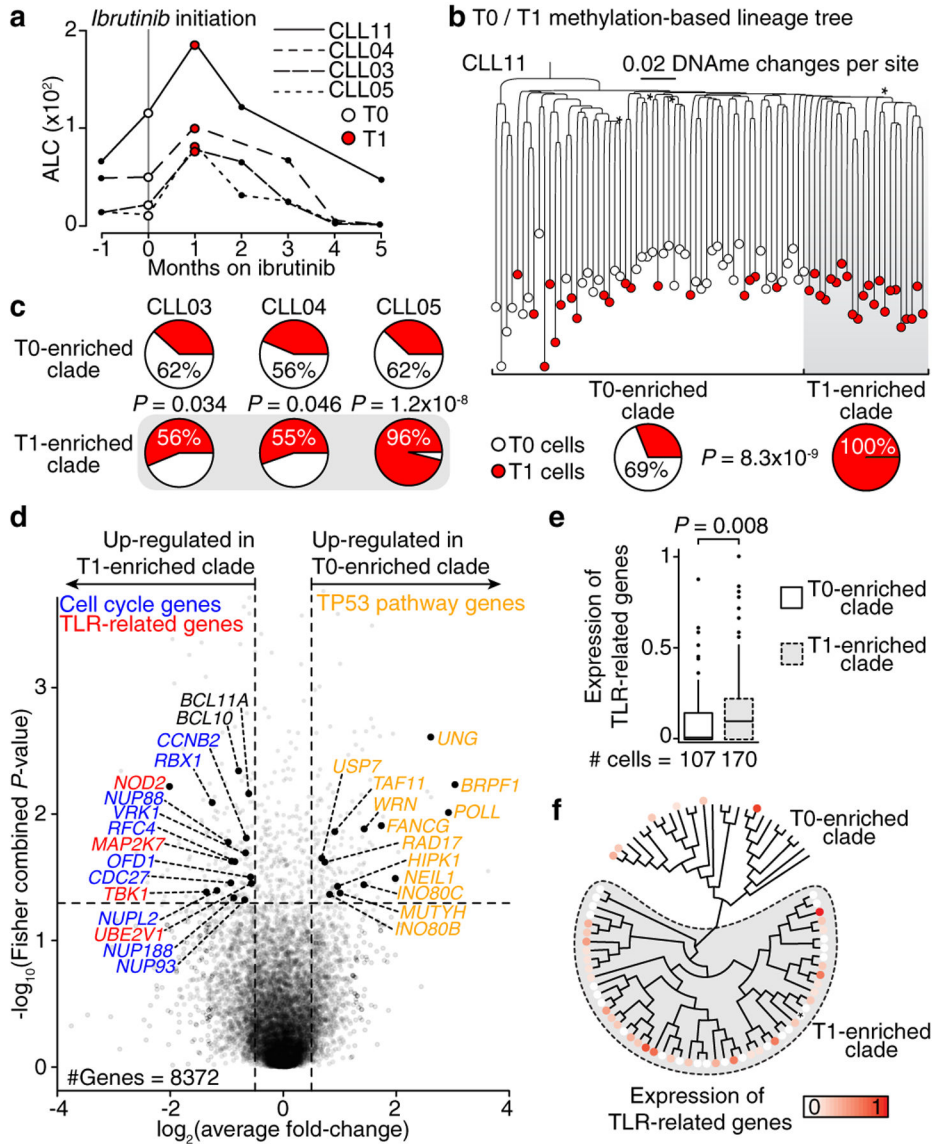 a
Ibrutinib initiation
ALC (x10²)
2
1
0
-1 0 1 2 3 4 5
Months on ibrutinib
CLL11
CLL04
CLL03
CLL05
T0
T1
b
T0 / T1 methylation-based lineage tree
CLL11
0.02 DNAme changes per site
*
*
*
*
T0-enriched
clade
T1-enriched
clade
T0 cells
T1 cells
69%
P = 8.3x10⁻⁹
100%
c
CLL03 CLL04 CLL05
T0-enriched
clade
62% 56% 62%
P = 0.034 P = 0.046 P = 1.2x10⁻⁸
T1-enriched
clade
56% 55% 96%
d
Up-regulated in
T1-enriched clade
Up-regulated in
T0-enriched clade
Cell cycle genes
TLR-related genes
TP53 pathway genes
-log₁₀(Fisher combined P-value)
3
2
1
0
BCL11A
BCL10
CCNB2
RBX1
NOD2
NUP88
VRK1
RFC4
MAP2K7
OFD1
CDC27
TBK1
NUPL2
UBE2V1
NUP188
NUP93
UNG
USP7
TAF11
BRPF1
WRN
POLL
FANCG
RAD17
HIPK1
NEIL1
INO80C
MUTYH
INO80B
#Genes = 8372
-4 -2 0 2 4
log₂(average fold-change)
e
P = 0.008
Expression of
TLR-related genes
1
0.5
0
# cells = 107 170
T0-enriched
clade
T1-enriched
clade
f
T0-enriched
clade
T1-enriched
clade
*
Expression of
TLR-related genes
0 1